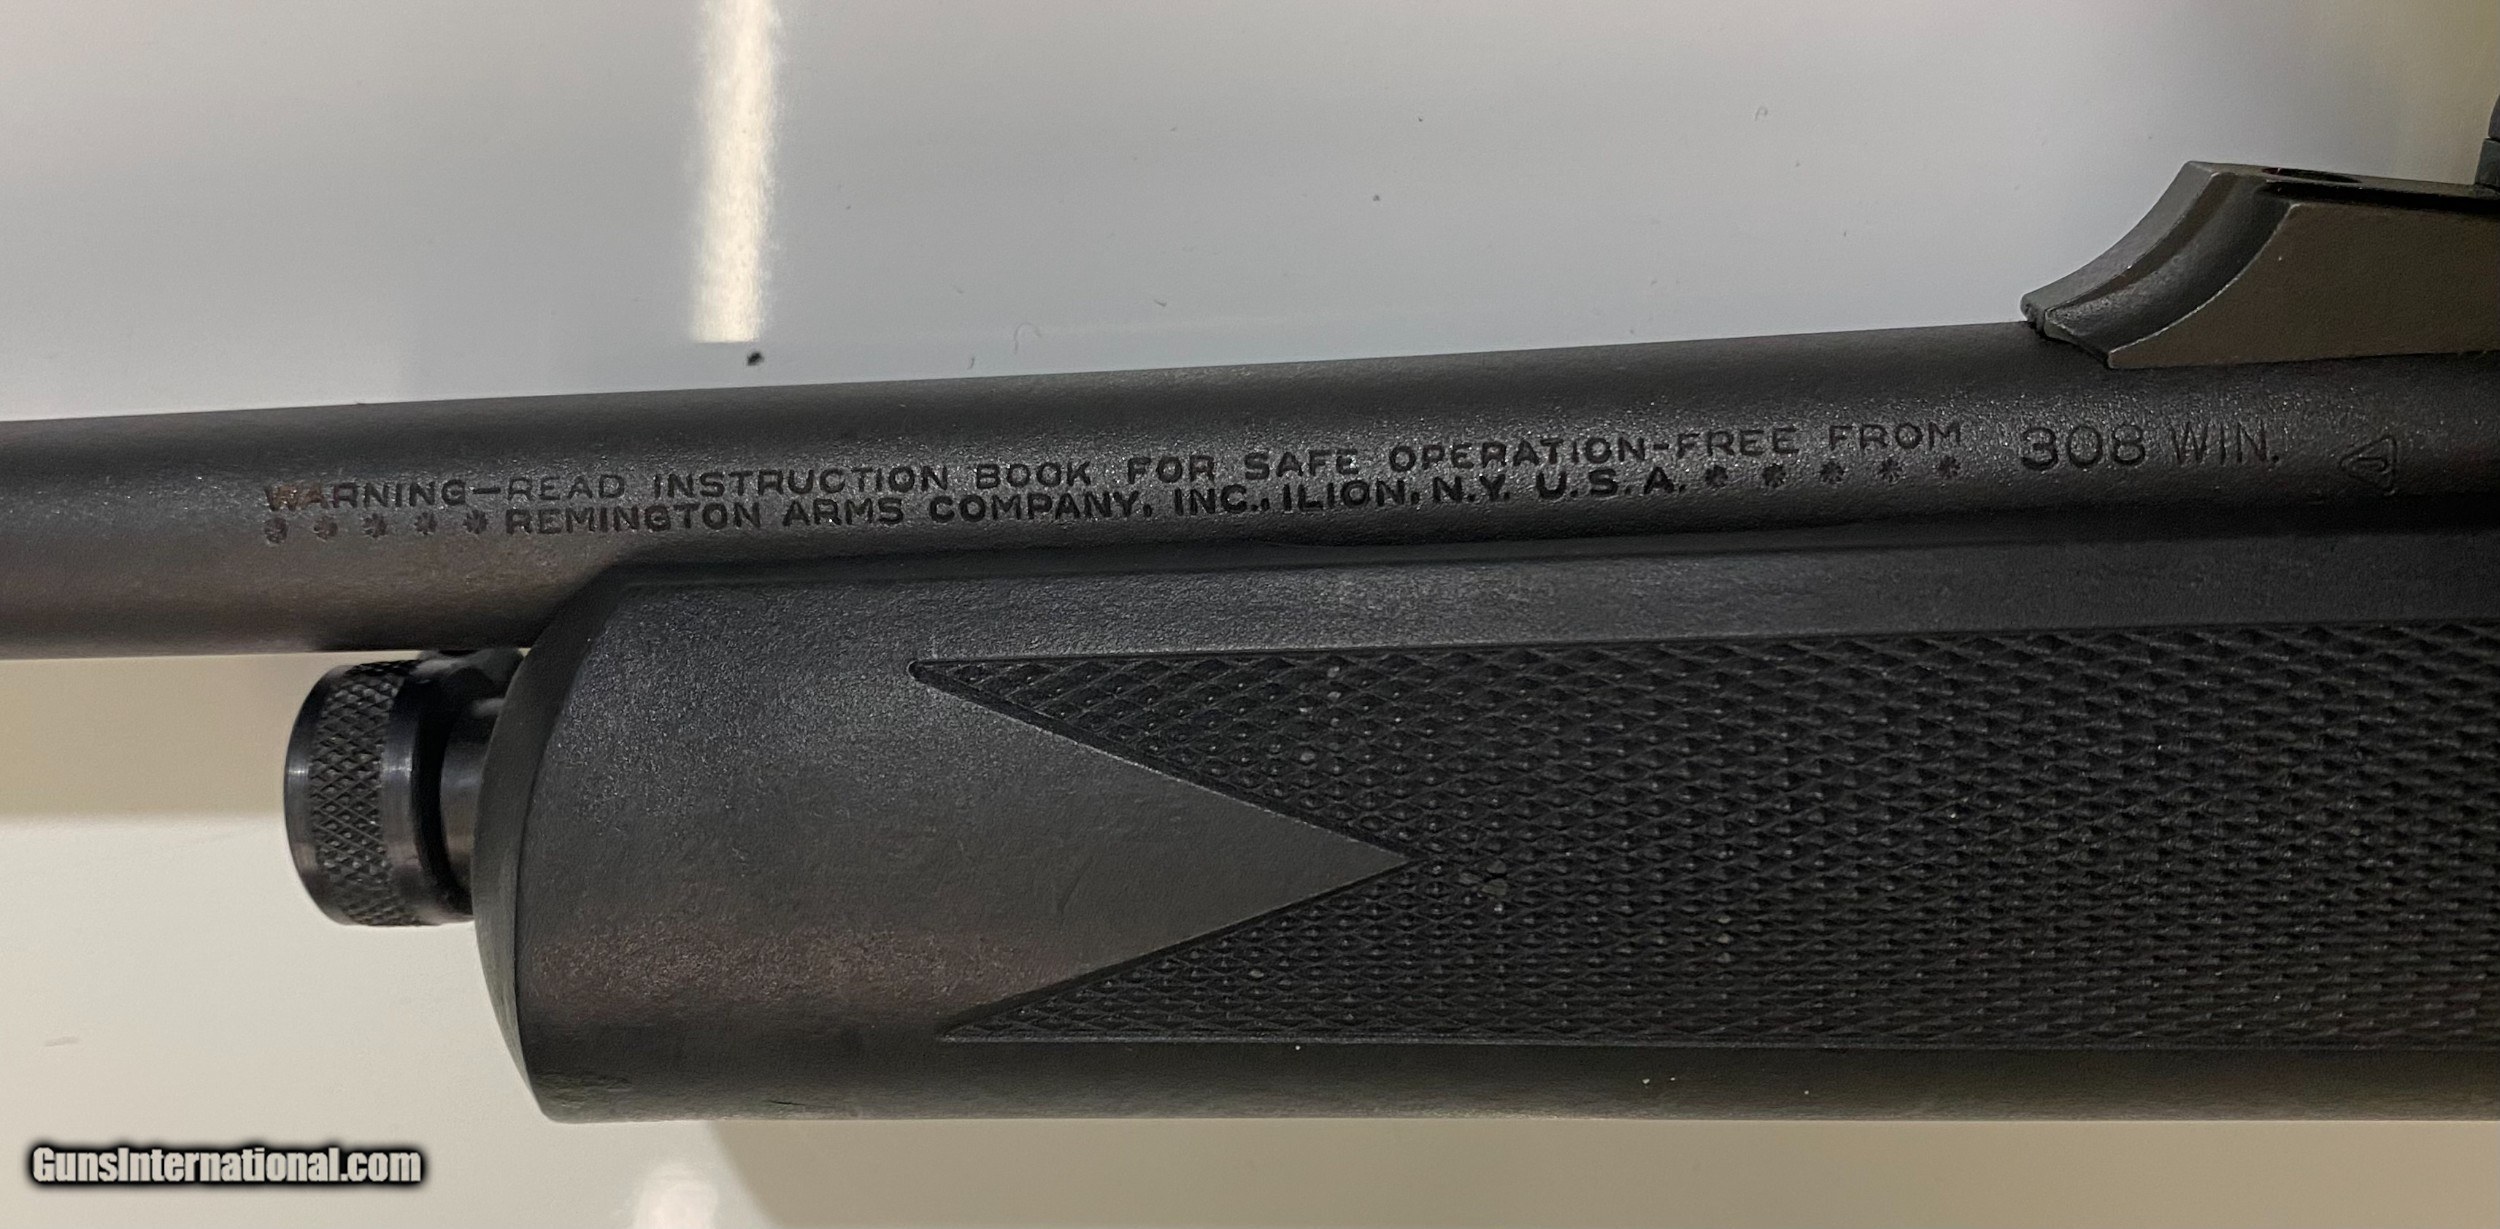 WARNING—READ INSTRUCTION BOOK FOR SAFE OPERATION-FREE FROM
* * * * * REMINGTON ARMS COMPANY, INC., ILION, N.Y. U.S.A. * * * * *
308 WIN.
GunsInternational.com